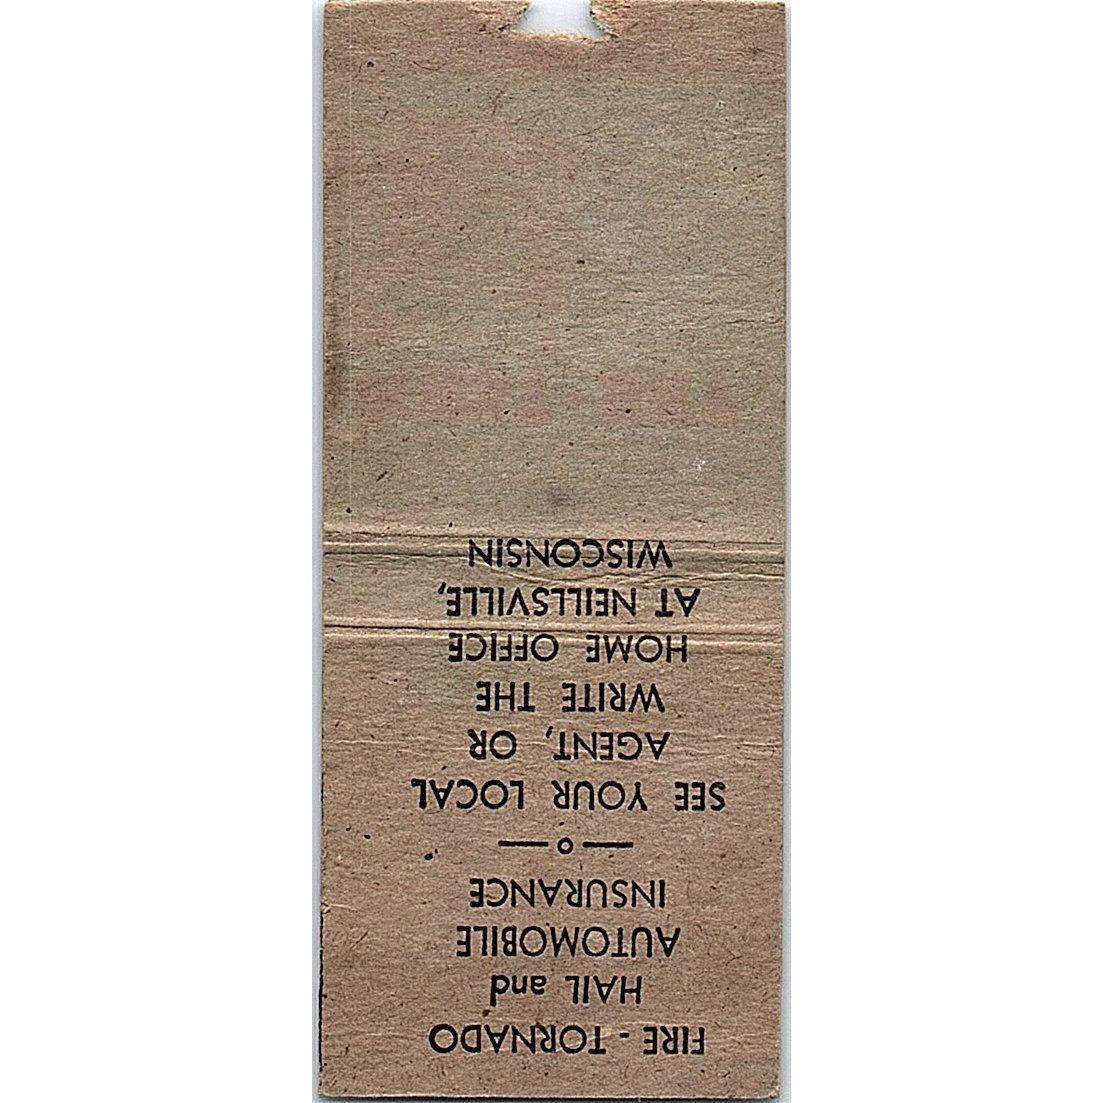 FIRE - TORNADO
HAIL and
AUTOMOBILE
INSURANCE
SEE YOUR LOCAL
AGENT, OR
WRITE THE
HOME OFFICE
AT NEILLSVILLE,
WISCONSIN